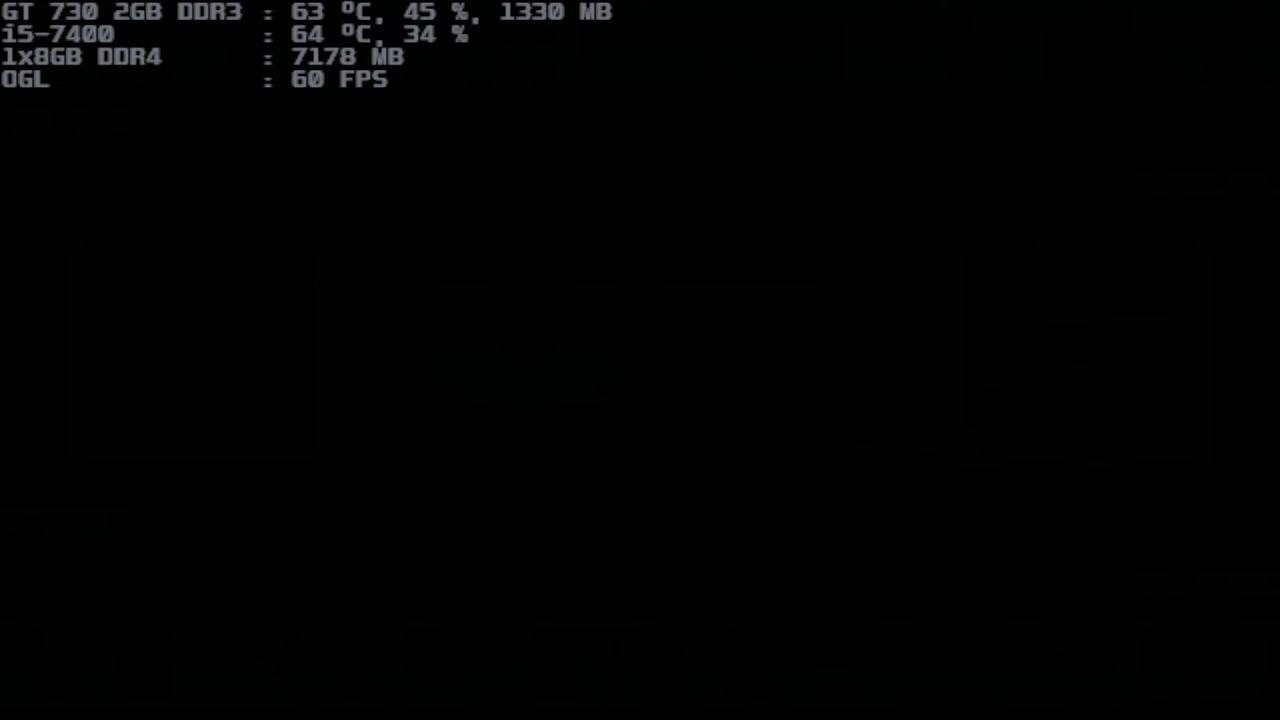 GT 730 2GB DDR3 : 63 ºC, 45 %, 1330 MB
i5-7400 : 64 ºC, 34 %
1x8GB DDR4 : 7178 MB
OGL : 60 FPS